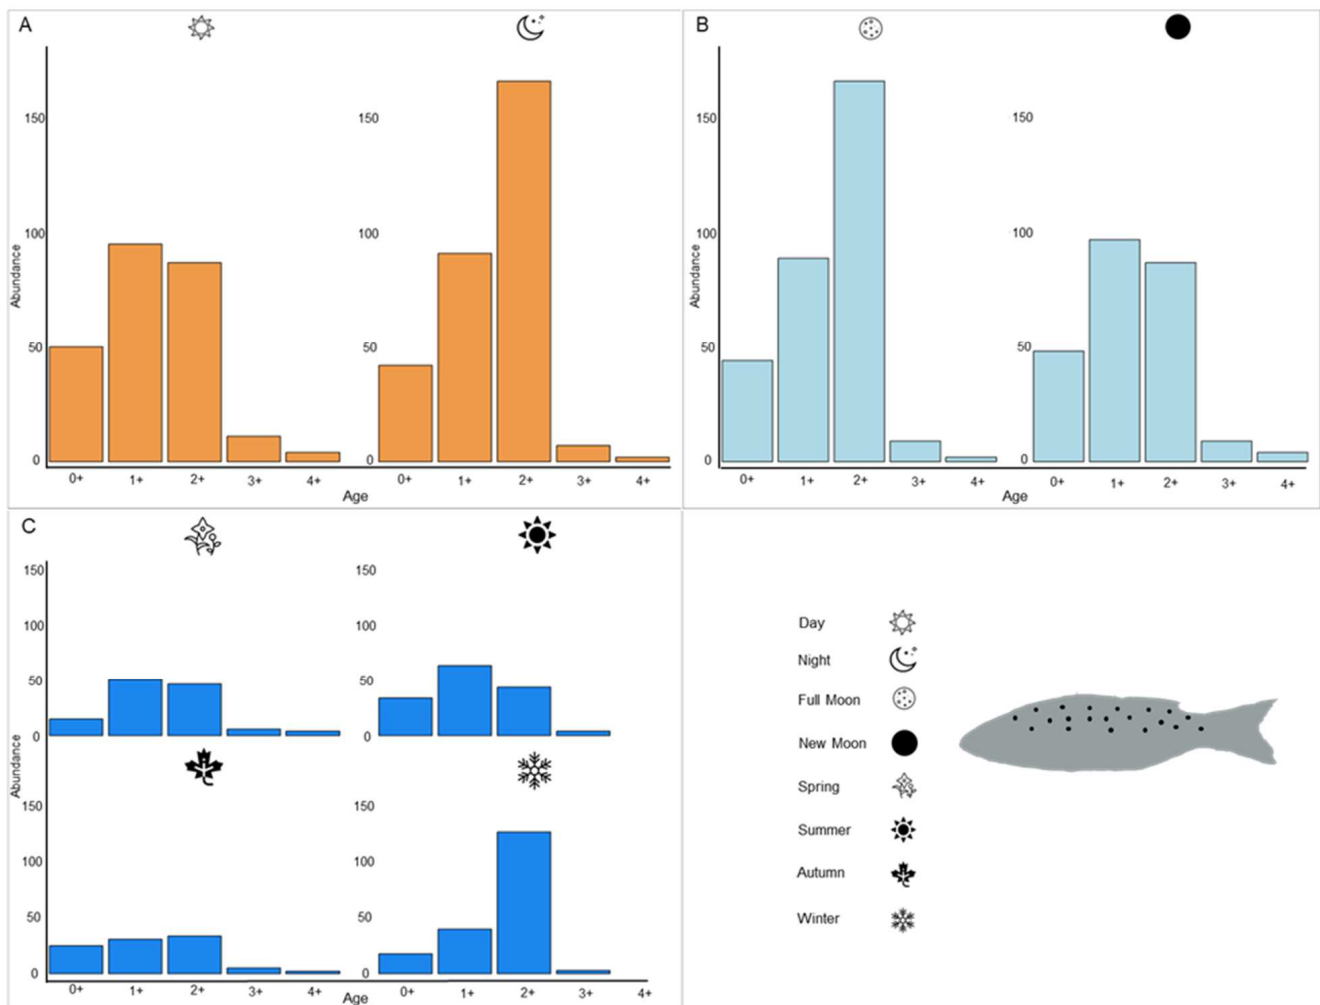 A
B
150
150
150
150
100
100
100
100
Abundance
Abundance
50
50
50
50
0
0
0
0
0+ 1+ 2+ 3+ 4+ 0+ 1+ 2+ 3+ 4+
Age
0+ 1+ 2+ 3+ 4+ 0+ 1+ 2+ 3+ 4+
Age
C
150
150
100
100
50
50
0
0
Abundance
150
150
100
100
50
50
0
0
0+ 1+ 2+ 3+ 4+ 0+ 1+ 2+ 3+ 4+
Age
Day
Night
Full Moon
New Moon
Spring
Summer
Autumn
Winter